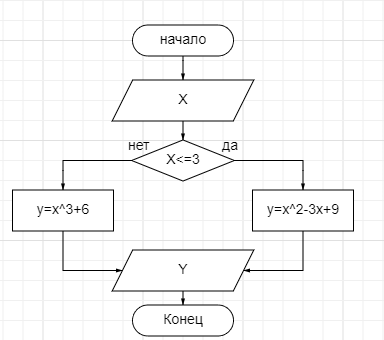 начало
X
нет
да
X<=3
y=x^3+6
y=x^2-3x+9
Y
Конец